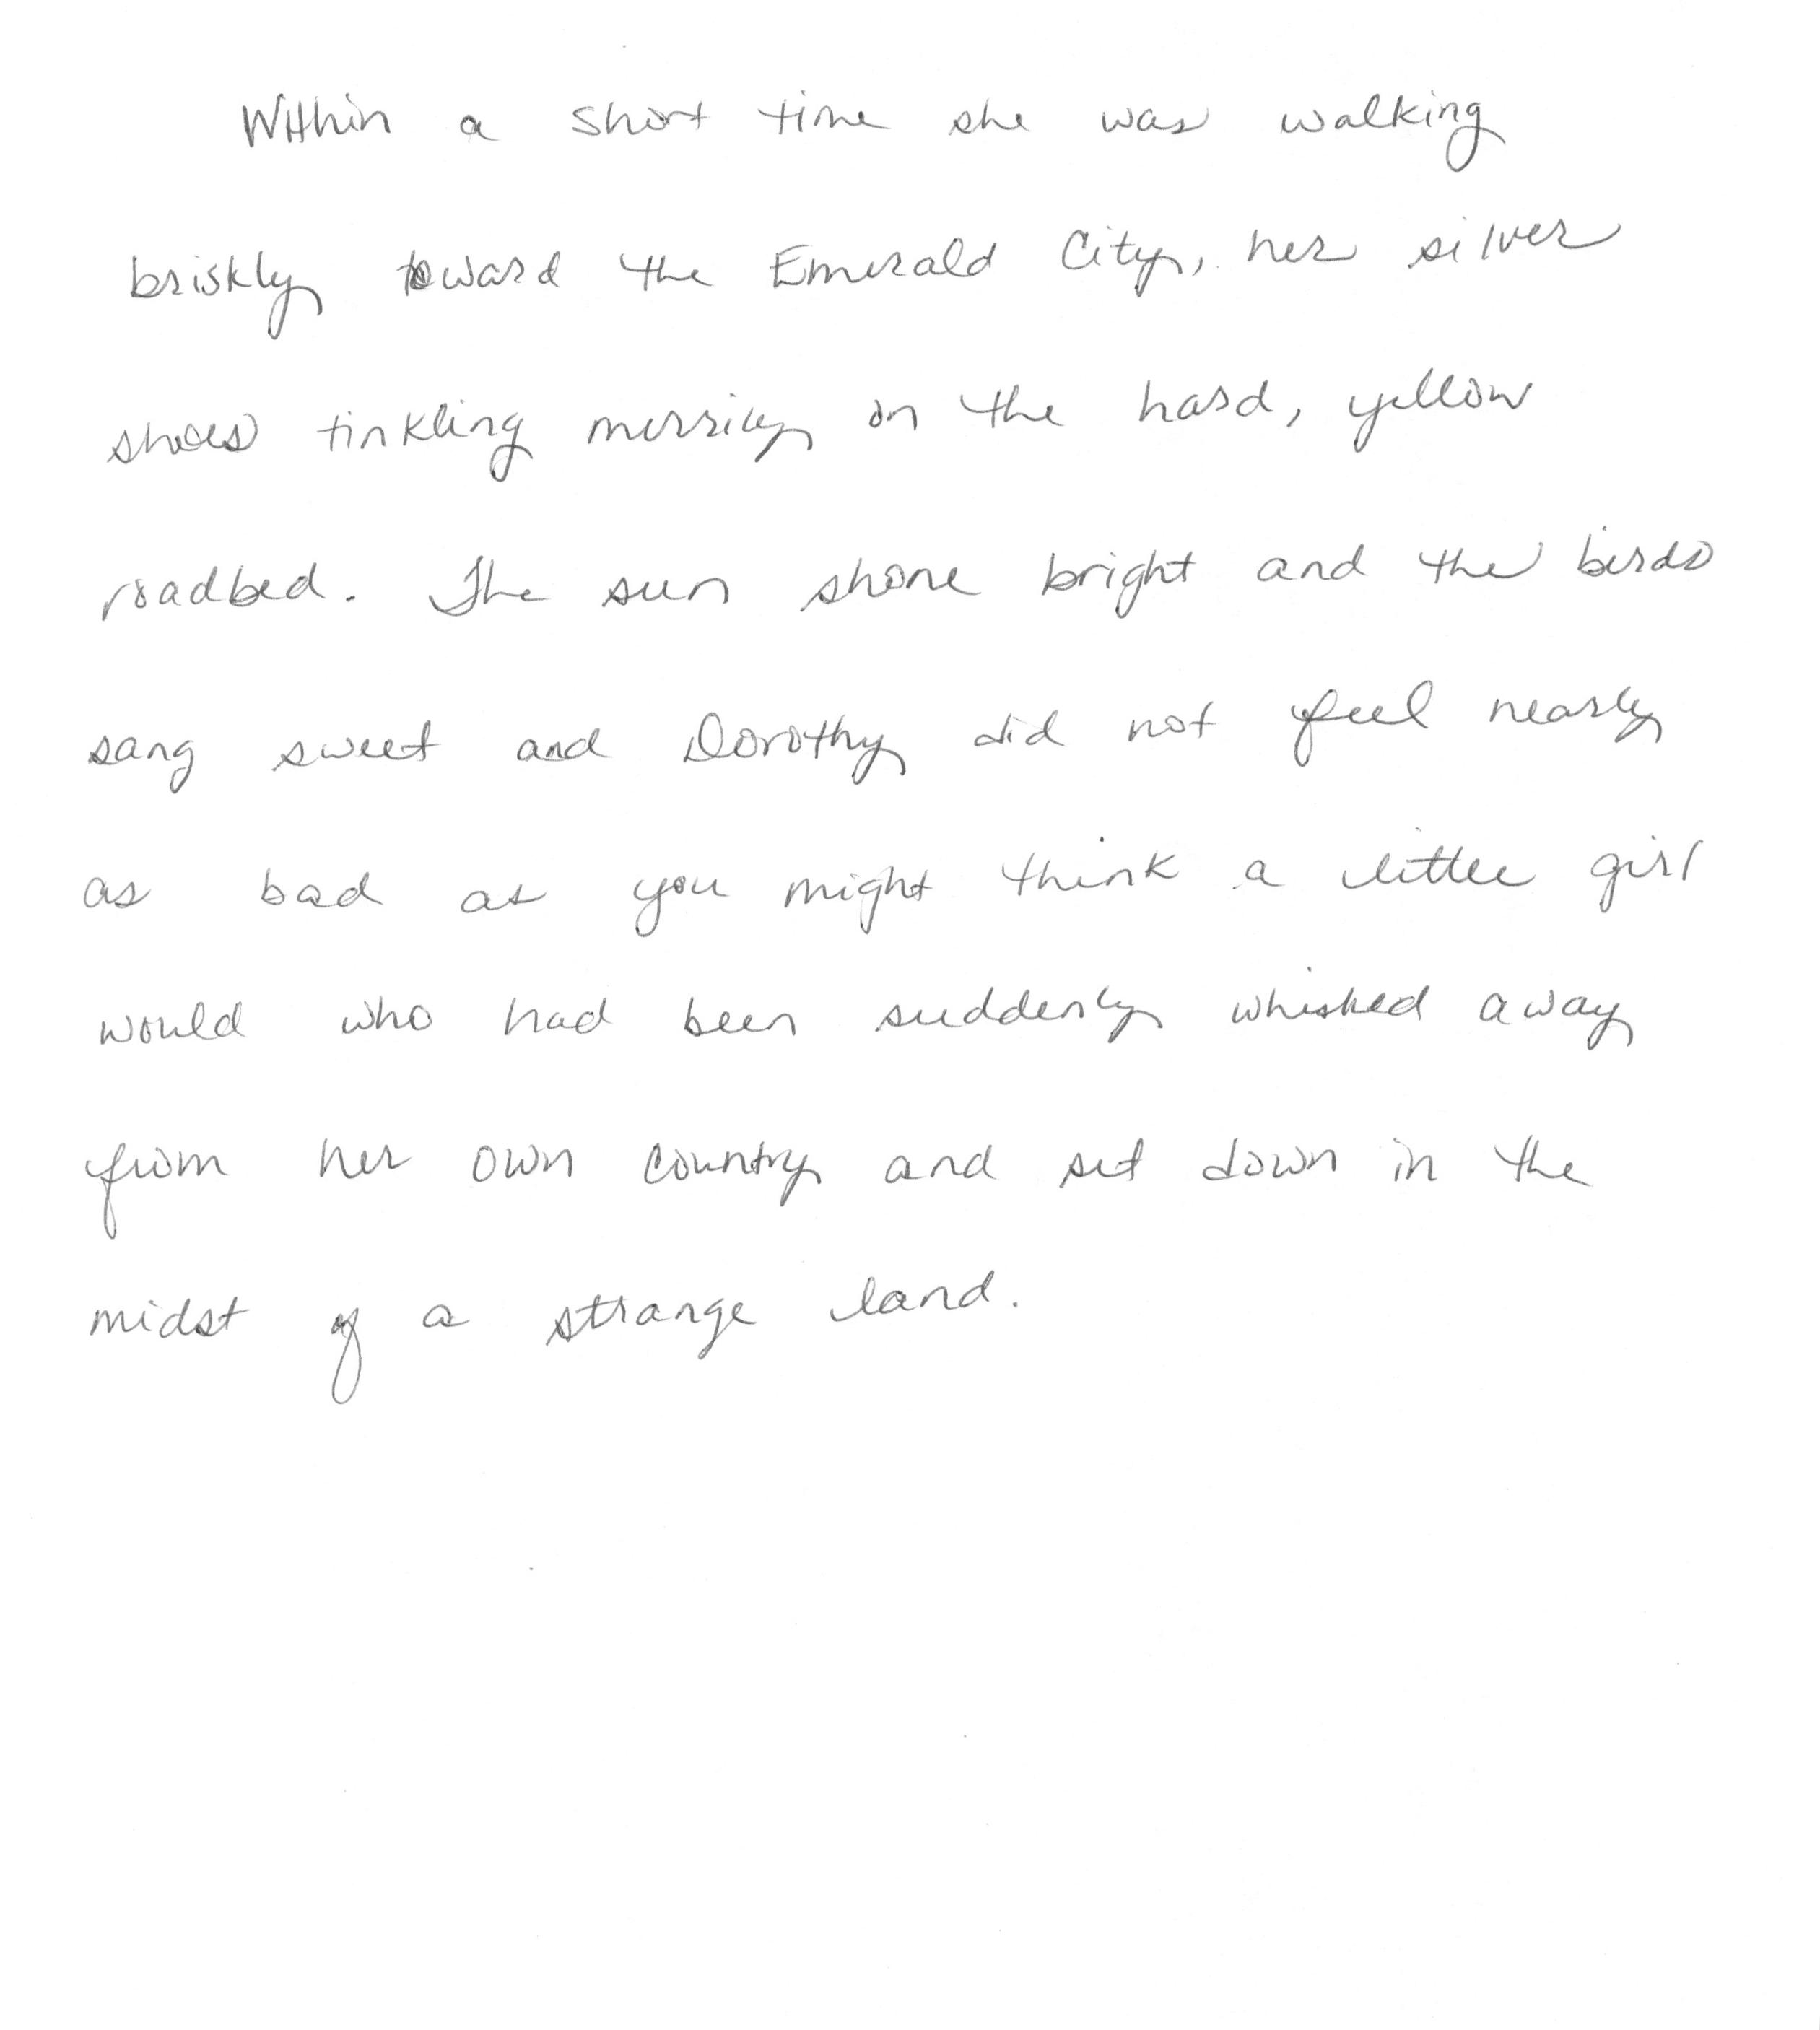 Within a short time she was walking
briskly toward the Emerald City, her silver
shoes tinkling merrily on the hard, yellow
roadbed. The sun shone bright and the birds
sang sweet and Dorothy did not feel nearly
as bad as you might think a little girl
would who had been suddenly whisked away
from her own country and set down in the
midst of a strange land.